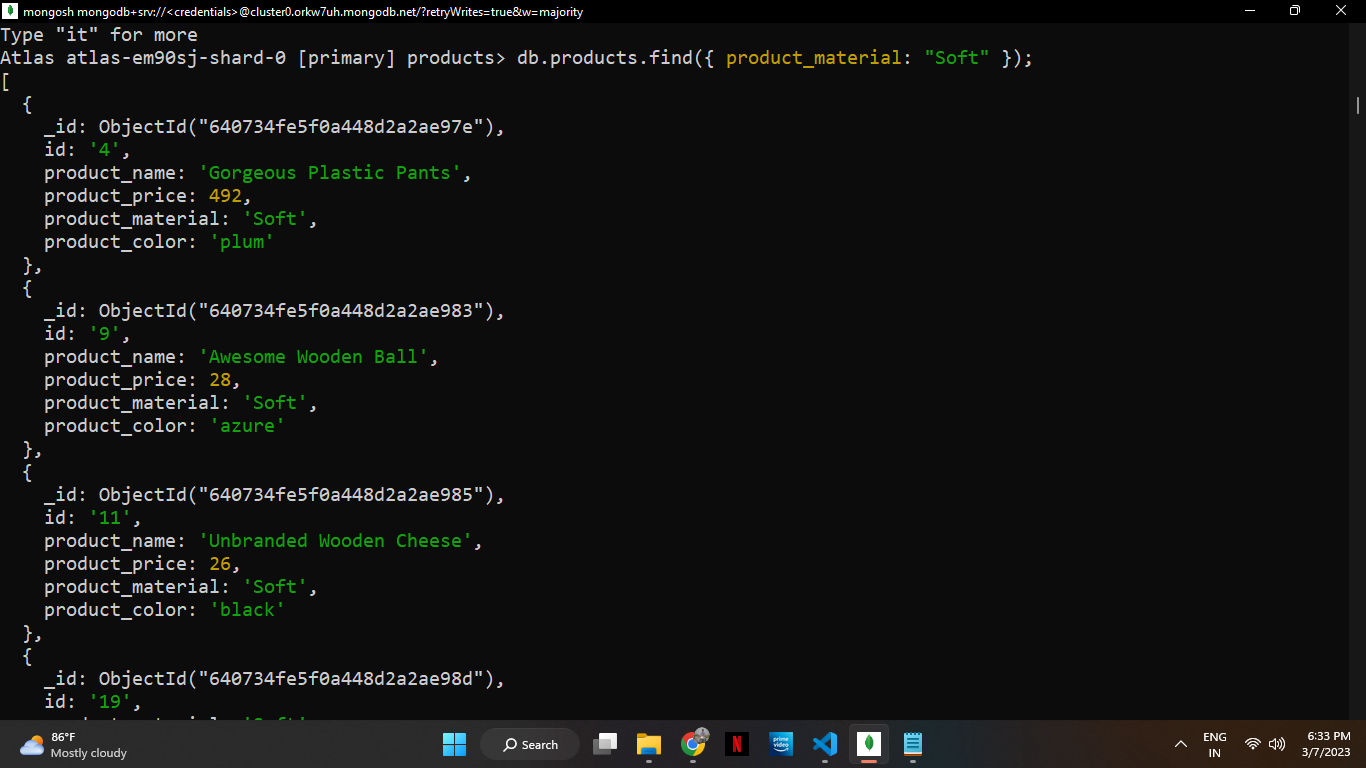 mongosh mongodb+srv://<credentials>@cluster0.orkw7uh.mongodb.net/?retryWrites=true&w=majority
Type "it" for more
Atlas atlas-em90sj-shard-0 [primary] products> db.products.find({ product_material: "Soft" });
[
  {
    _id: ObjectId("640734fe5f0a448d2a2ae97e"),
    id: '4',
    product_name: 'Gorgeous Plastic Pants',
    product_price: 492,
    product_material: 'Soft',
    product_color: 'plum'
  },
  {
    _id: ObjectId("640734fe5f0a448d2a2ae983"),
    id: '9',
    product_name: 'Awesome Wooden Ball',
    product_price: 28,
    product_material: 'Soft',
    product_color: 'azure'
  },
  {
    _id: ObjectId("640734fe5f0a448d2a2ae985"),
    id: '11',
    product_name: 'Unbranded Wooden Cheese',
    product_price: 26,
    product_material: 'Soft',
    product_color: 'black'
  },
  {
    _id: ObjectId("640734fe5f0a448d2a2ae98d"),
    id: '19',
86°F
Mostly cloudy
Search
N
prime video
ENG
IN
6:33 PM
3/7/2023